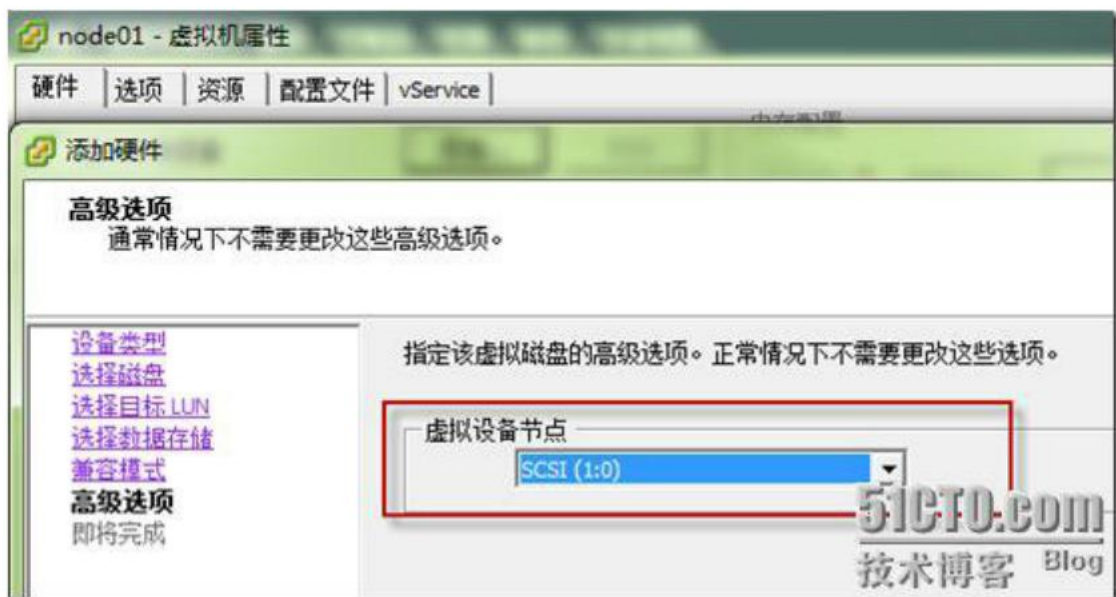 node01 - 虚拟机属性
硬件 选项 资源 配置文件 vService
内存配置
添加硬件
高级选项
通常情况下不需要更改这些高级选项。
设备类型
选择磁盘
选择目标 LUN
选择数据存储
兼容模式
高级选项
即将完成
指定该虚拟磁盘的高级选项。正常情况下不需要更改这些选项。
虚拟设备节点
SCSI (1:0)
51CTO.com
技术博客 Blog